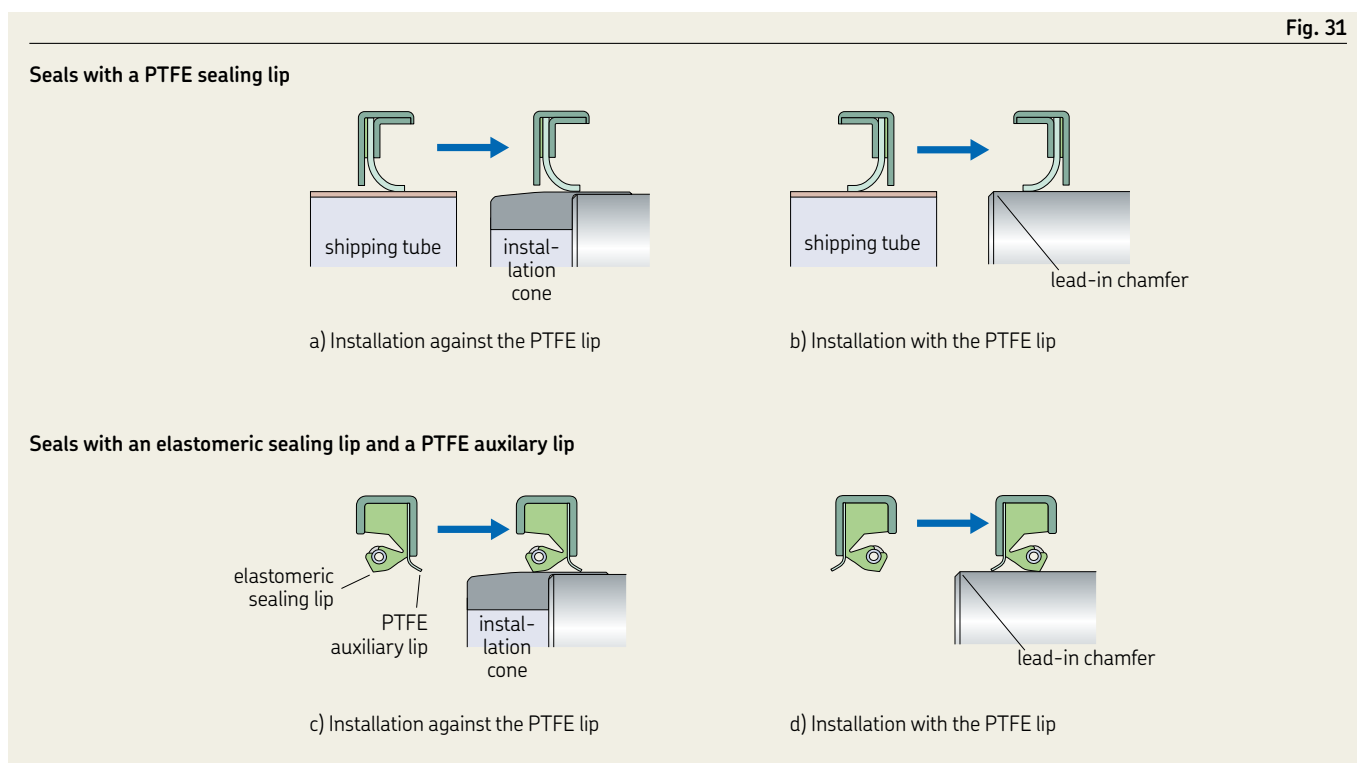 Fig. 31
Seals with a PTFE sealing lip
shipping tube
instal-
lation
cone
a) Installation against the PTFE lip
shipping tube
lead-in chamfer
b) Installation with the PTFE lip
Seals with an elastomeric sealing lip and a PTFE auxilary lip
elastomeric
sealing lip
PTFE
auxiliary lip
instal-
lation
cone
c) Installation against the PTFE lip
lead-in chamfer
d) Installation with the PTFE lip